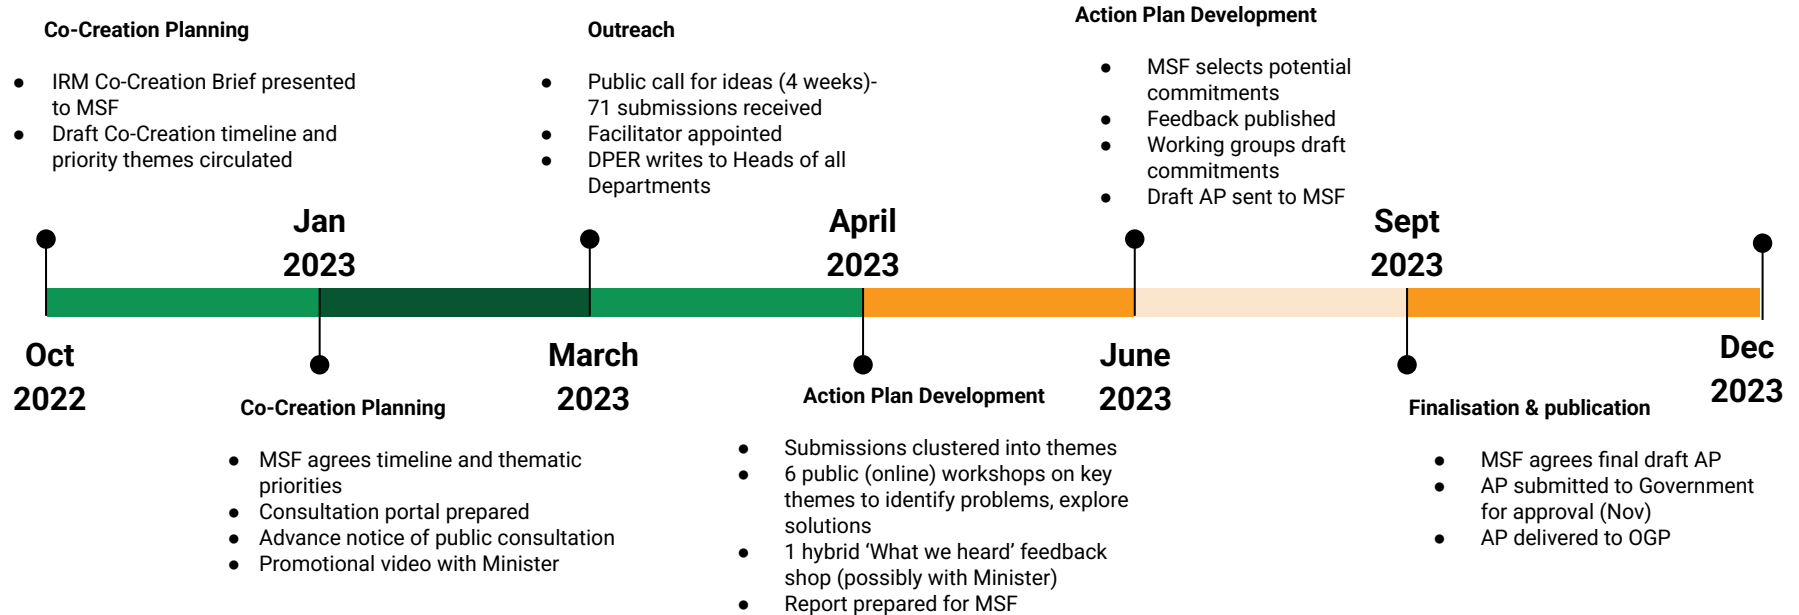 Co-Creation Planning
● IRM Co-Creation Brief presented
to MSF
● Draft Co-Creation timeline and
priority themes circulated
Outreach
● Public call for ideas (4 weeks)-
71 submissions received
● Facilitator appointed
● DPER writes to Heads of all
Departments
Action Plan Development
● MSF selects potential
commitments
● Feedback published
● Working groups draft
commitments
● Draft AP sent to MSF
Jan
2023
April
2023
Sept
2023
Oct
2022
March
2023
June
2023
Dec
2023
Co-Creation Planning
● MSF agrees timeline and thematic
priorities
● Consultation portal prepared
● Advance notice of public consultation
● Promotional video with Minister
Action Plan Development
● Submissions clustered into themes
● 6 public (online) workshops on key
themes to identify problems, explore
solutions
● 1 hybrid ‘What we heard’ feedback
shop (possibly with Minister)
● Report prepared for MSF
Finalisation & publication
● MSF agrees final draft AP
● AP submitted to Government
for approval (Nov)
● AP delivered to OGP